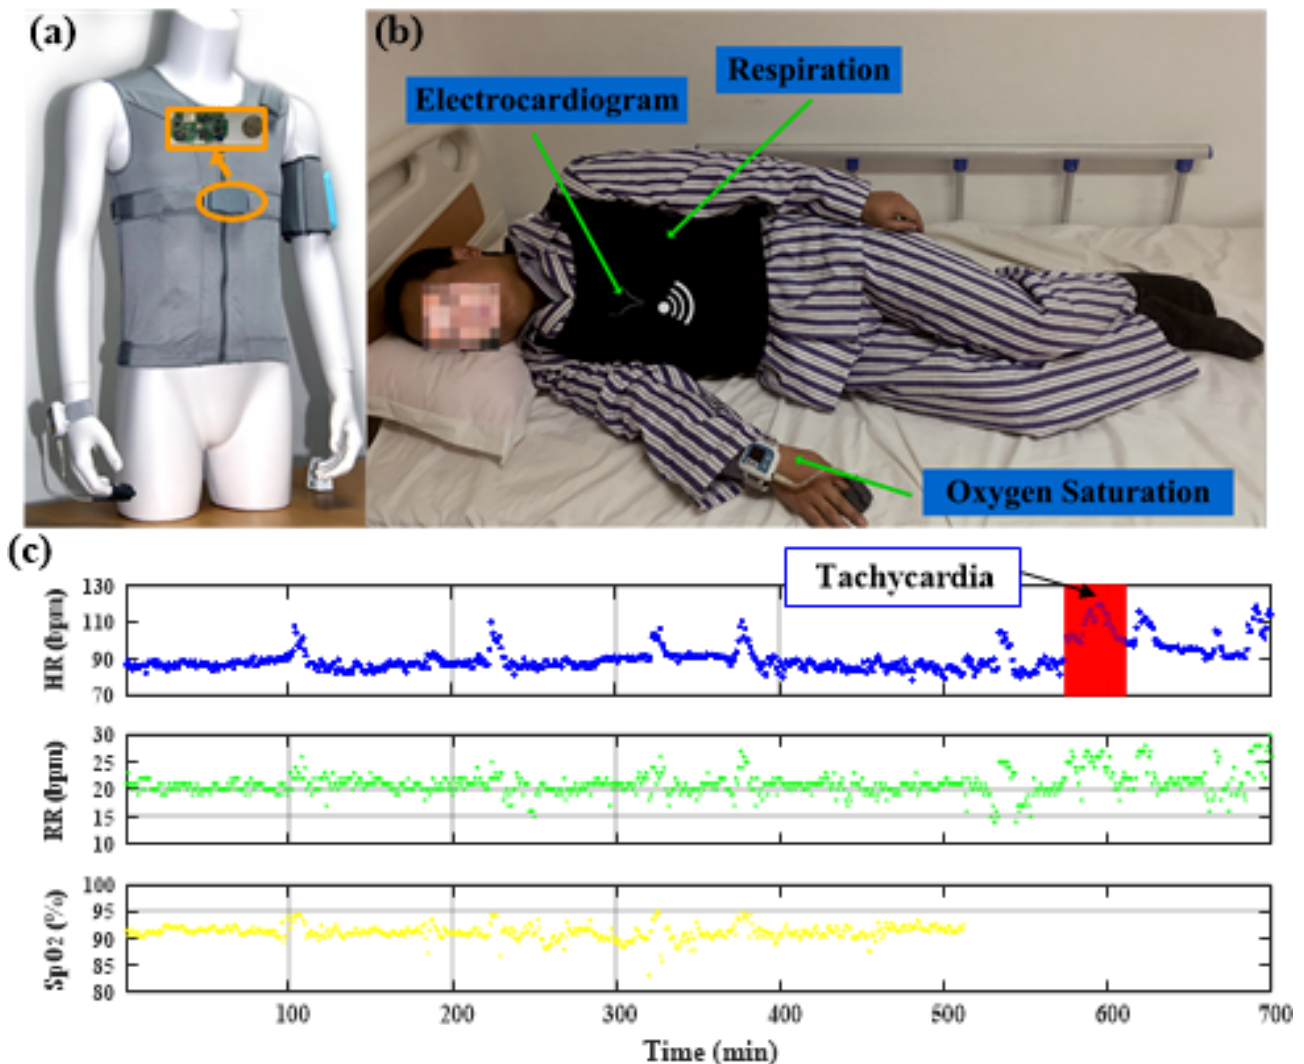 (a)
(b)
Respiration
Electrocardiogram
Oxygen Saturation
(c)
Tachycardia
130
110
90
70
HR (bpm)
30
25
20
15
10
RR (bpm)
100
95
90
85
80
SpO2 (%)
100
200
300
400
500
600
700
Time (min)